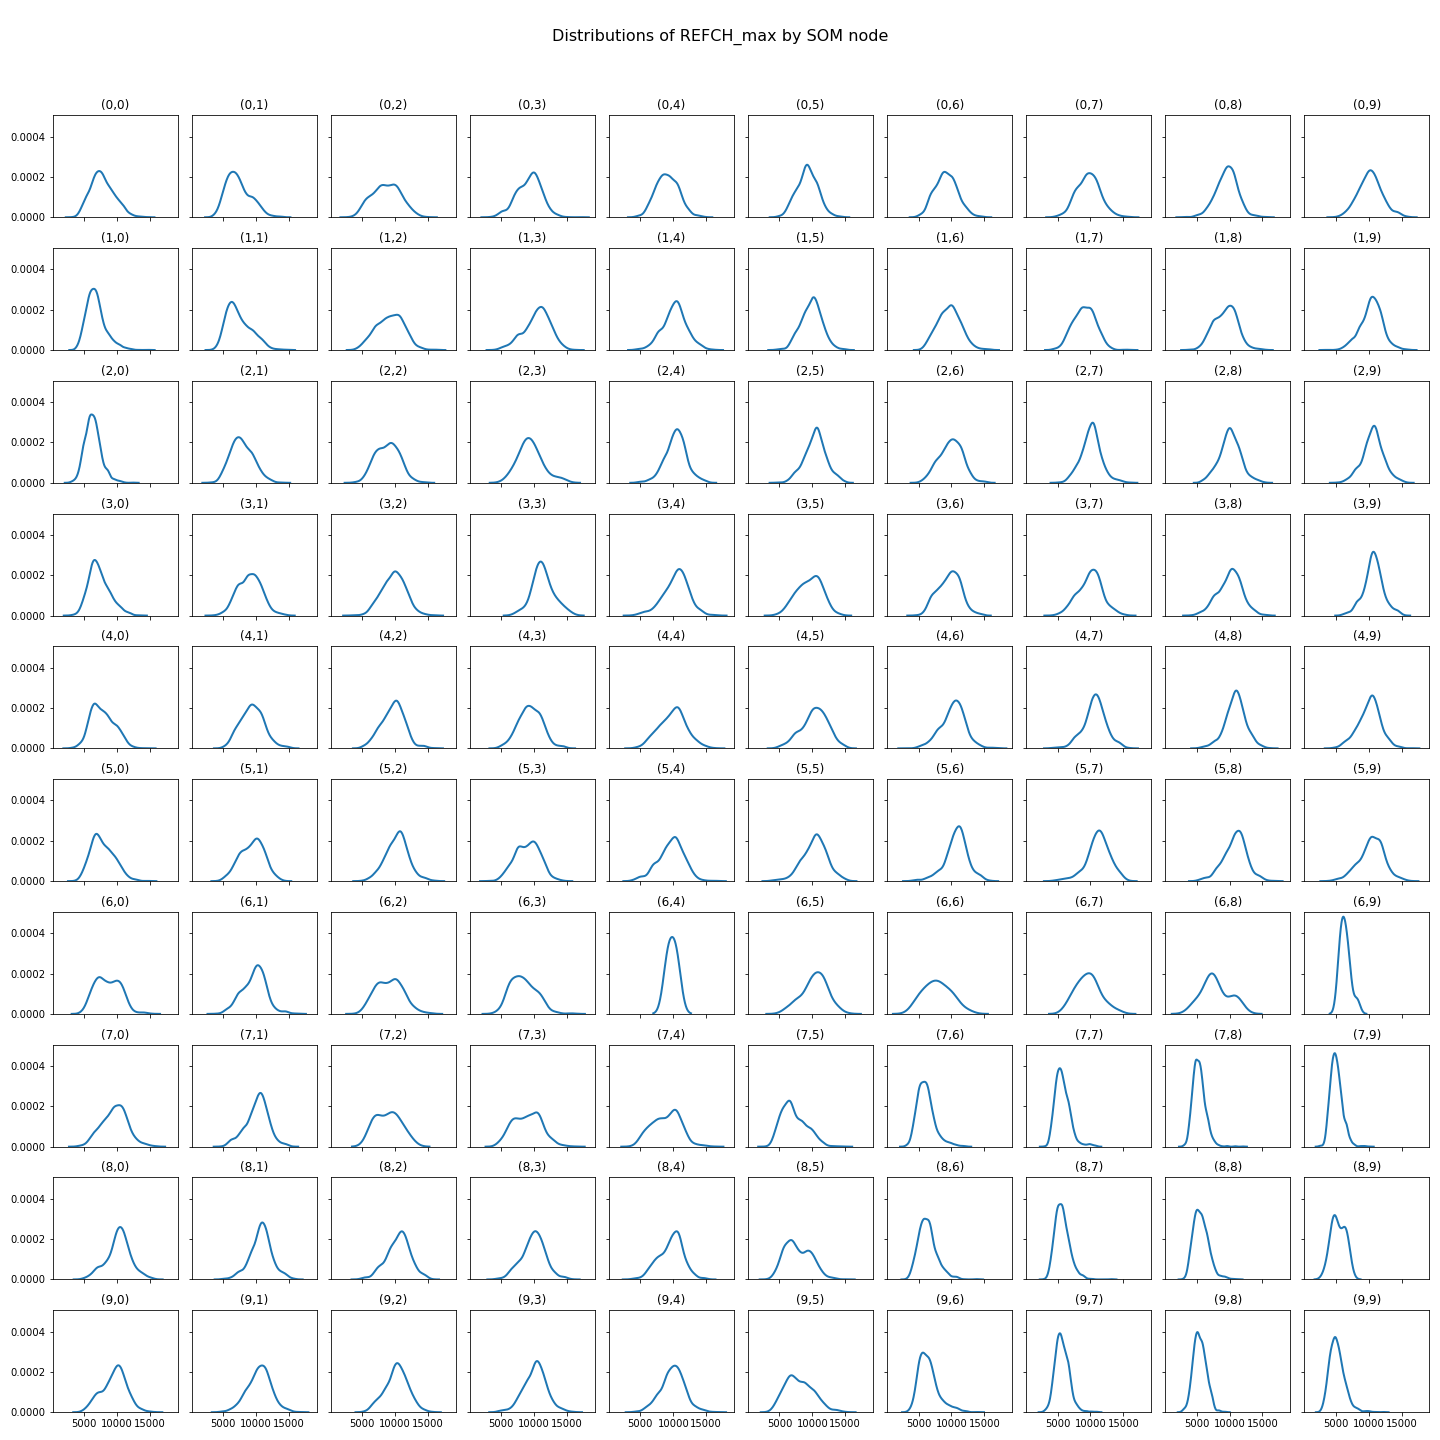 Distributions of REFCH_max by SOM node
(0,0) (0,1) (0,2) (0,3) (0,4) (0,5) (0,6) (0,7) (0,8) (0,9)
0.0004
0.0002
0.0000
(1,0) (1,1) (1,2) (1,3) (1,4) (1,5) (1,6) (1,7) (1,8) (1,9)
0.0004
0.0002
0.0000
(2,0) (2,1) (2,2) (2,3) (2,4) (2,5) (2,6) (2,7) (2,8) (2,9)
0.0004
0.0002
0.0000
(3,0) (3,1) (3,2) (3,3) (3,4) (3,5) (3,6) (3,7) (3,8) (3,9)
0.0004
0.0002
0.0000
(4,0) (4,1) (4,2) (4,3) (4,4) (4,5) (4,6) (4,7) (4,8) (4,9)
0.0004
0.0002
0.0000
(5,0) (5,1) (5,2) (5,3) (5,4) (5,5) (5,6) (5,7) (5,8) (5,9)
0.0004
0.0002
0.0000
(6,0) (6,1) (6,2) (6,3) (6,4) (6,5) (6,6) (6,7) (6,8) (6,9)
0.0004
0.0002
0.0000
(7,0) (7,1) (7,2) (7,3) (7,4) (7,5) (7,6) (7,7) (7,8) (7,9)
0.0004
0.0002
0.0000
(8,0) (8,1) (8,2) (8,3) (8,4) (8,5) (8,6) (8,7) (8,8) (8,9)
0.0004
0.0002
0.0000
(9,0) (9,1) (9,2) (9,3) (9,4) (9,5) (9,6) (9,7) (9,8) (9,9)
0.0004
0.0002
0.0000
5000 10000 15000 5000 10000 15000 5000 10000 15000 5000 10000 15000 5000 10000 15000 5000 10000 15000 5000 10000 15000 5000 10000 15000 5000 10000 15000 5000 10000 15000